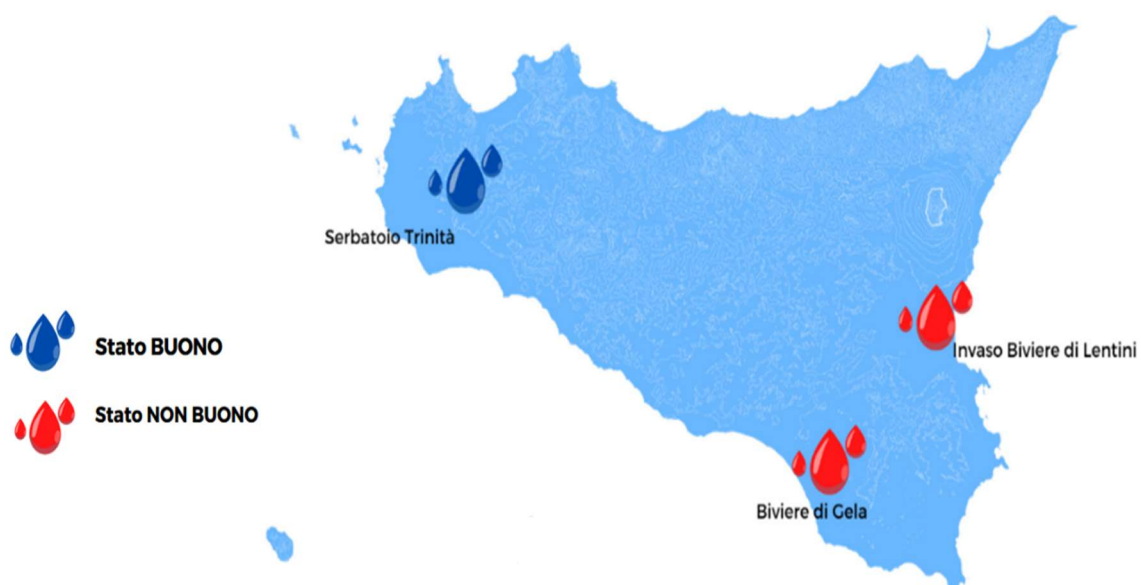 Serbatoio Trinità
Stato BUONO
Invaso Biviere di Lentini
Stato NON BUONO
Biviere di Gela